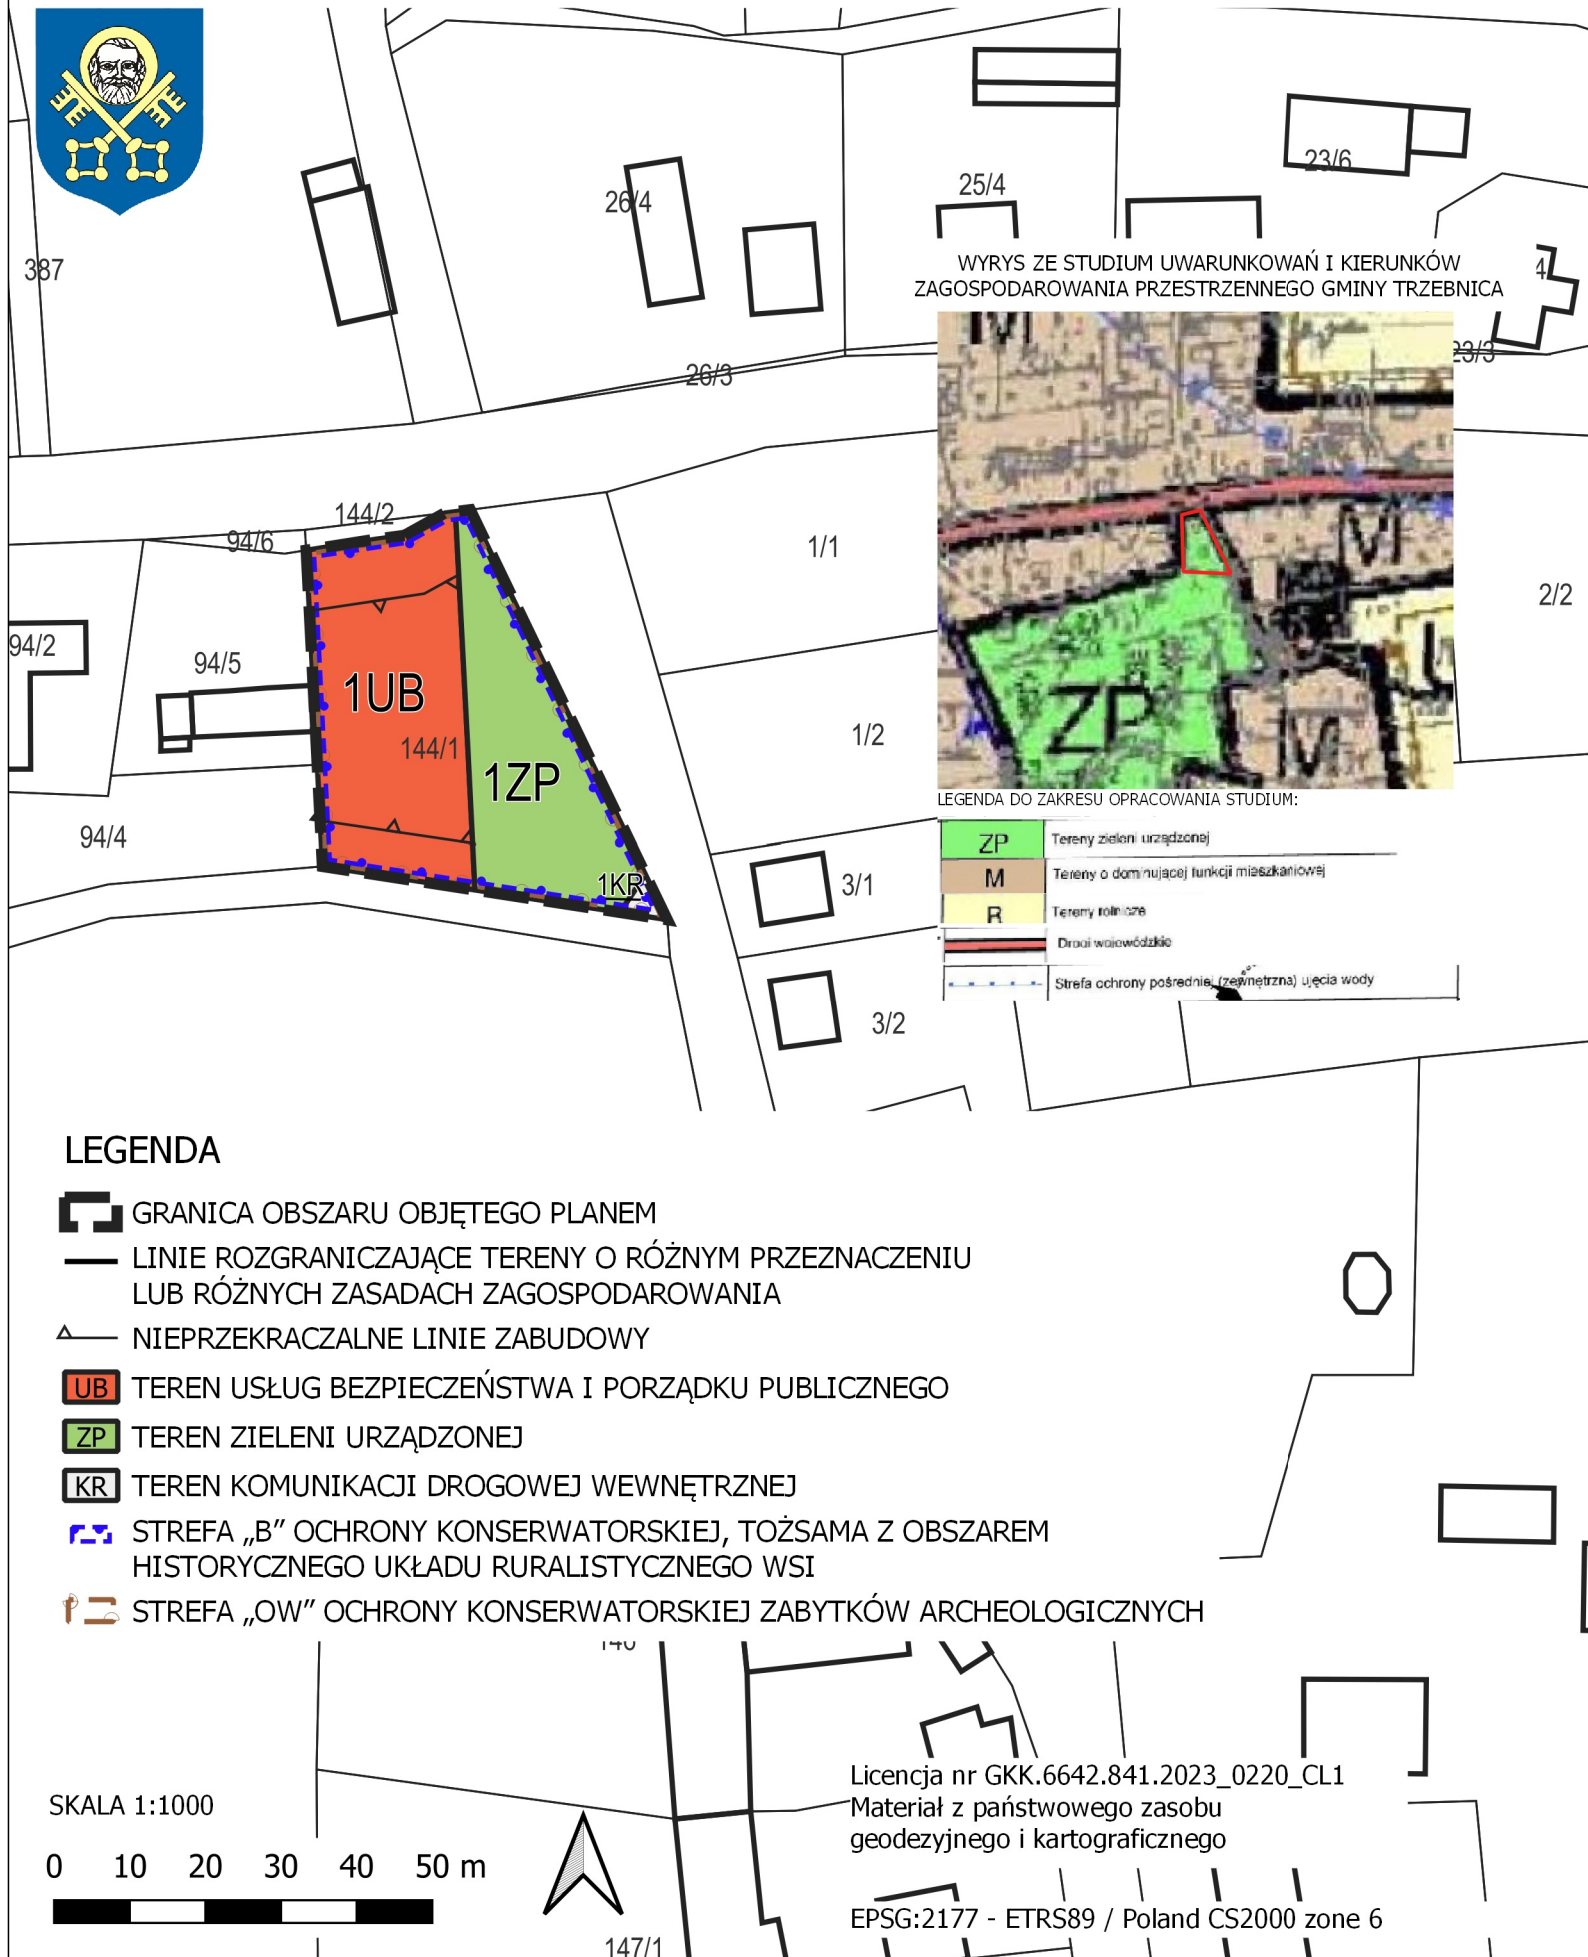 23/6
25/4
26/4
387
WYRYS ZE STUDIUM UWARUNKOWAŃ I KIERUNKÓW
ZAGOSPODAROWANIA PRZESTRZENNEGO GMINY TRZEBNICA
4
M
23/3
26/3
144/2
94/6
1/1
M
2/2
94/2
94/5
1UB
144/1
1ZP
1/2
ZP
M
LEGENDA DO ZAKRESU OPRACOWANIA STUDIUM:
94/4
ZP Tereny zieleni urządzonej
M Tereny o dominującej funkcji mieszkaniowej
1KR
3/1
R Tereny rolnicze
Drogi wojewódzkie
Strefa ochrony pośredniej (zewnętrzna) ujęcia wody
3/2
LEGENDA
GRANICA OBSZARU OBJĘTEGO PLANEM
LINIE ROZGRANICZAJĄCE TERENY O RÓŻNYM PRZEZNACZENIU
LUB RÓŻNYCH ZASADACH ZAGOSPODAROWANIA
NIEPRZEKRACZALNE LINIE ZABUDOWY
UB TEREN USŁUG BEZPIECZEŃSTWA I PORZĄDKU PUBLICZNEGO
ZP TEREN ZIELENI URZĄDZONEJ
KR TEREN KOMUNIKACJI DROGOWEJ WEWNĘTRZNEJ
STREFA „B” OCHRONY KONSERWATORSKIEJ, TOŻSAMA Z OBSZAREM
HISTORYCZNEGO UKŁADU RURALISTYCZNEGO WSI
STREFA „OW” OCHRONY KONSERWATORSKIEJ ZABYTKÓW ARCHEOLOGICZNYCH
Licencja nr GKK.6642.841.2023_0220_CL1
Materiał z państwowego zasobu
geodezyjnego i kartograficznego
SKALA 1:1000
0 10 20 30 40 50 m
EPSG:2177 - ETRS89 / Poland CS2000 zone 6
147/1